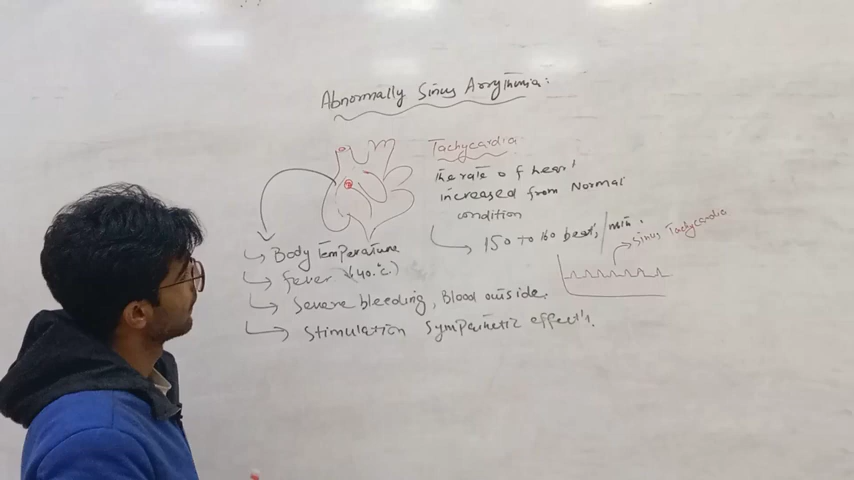 Abnormally Sinus Arrythmia:
Tachycardia
The rate of heart
increased from Normal
condition
150 to 160 beats/min.
Sinus Tachycardia
Body Temperature
fever (40.°c.)
Severe bleeding, Blood outside.
Stimulation Sympathetic effect's.